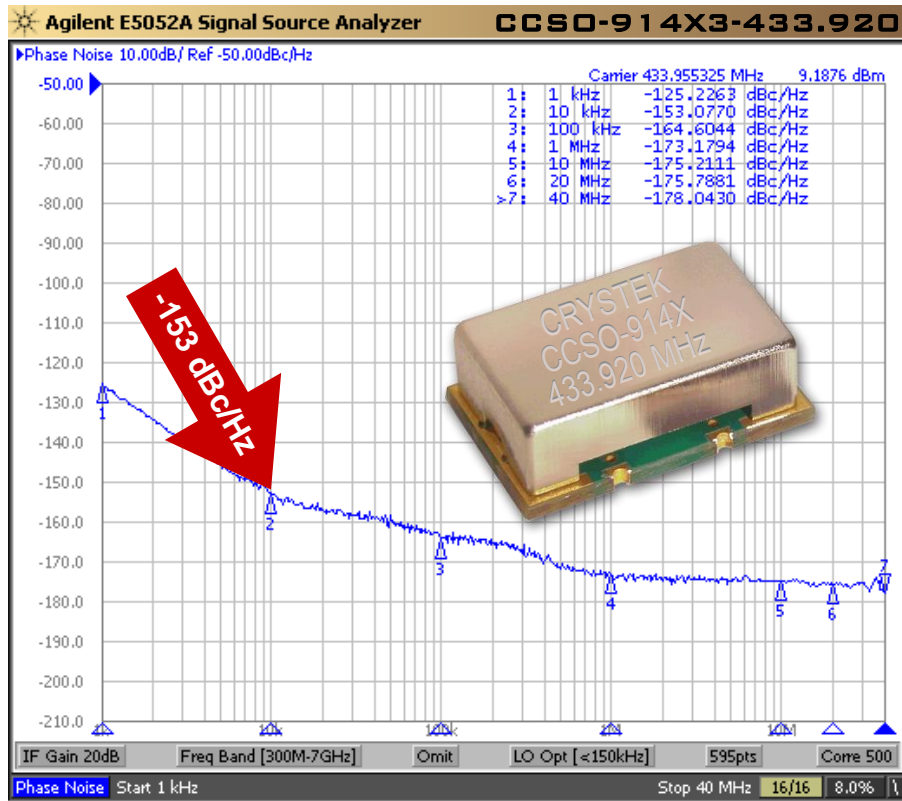 Agilent E5052A Signal Source Analyzer
CCSO-914X3-433.920
Phase Noise 10.00dB/ Ref -50.00dBc/Hz
Carrier 433.955325 MHz 9.1876 dBm
1: 1 kHz -125.2263 dBc/Hz
2: 10 kHz -153.0770 dBc/Hz
3: 100 kHz -164.6044 dBc/Hz
4: 1 MHz -173.1794 dBc/Hz
5: 10 MHz -175.2111 dBc/Hz
6: 20 MHz -175.7881 dBc/Hz
>7: 40 MHz -178.0430 dBc/Hz
-50.00
-60.00
-70.00
-80.00
-90.00
-100.0
-110.0
-120.0
-130.0
-140.0
-150.0
-160.0
-170.0
-180.0
-190.0
-200.0
-210.0
-153 dBc/Hz
CRYSTEK
CCSO-914X
433.920 MHz
1
2
3
4
5
6
7
1k
10k
100k
1M
10M
IF Gain 20dB
Freq Band [300M-7GHz]
Omit
LO Opt [<150kHz]
595pts
Corre 500
Phase Noise Start 1 kHz
Stop 40 MHz 16/16 8.0%